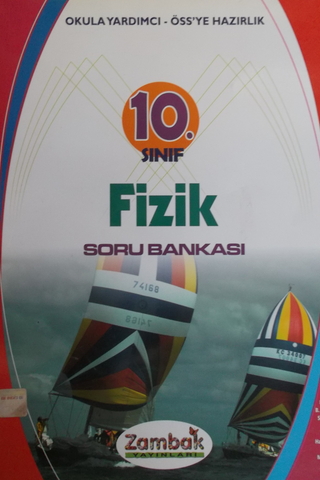 OKULA YARDIMCI - ÖSS'YE HAZIRLIK
10.
SINIF
Fizik
SORU BANKASI
74188
Zambak
YAYINLARI